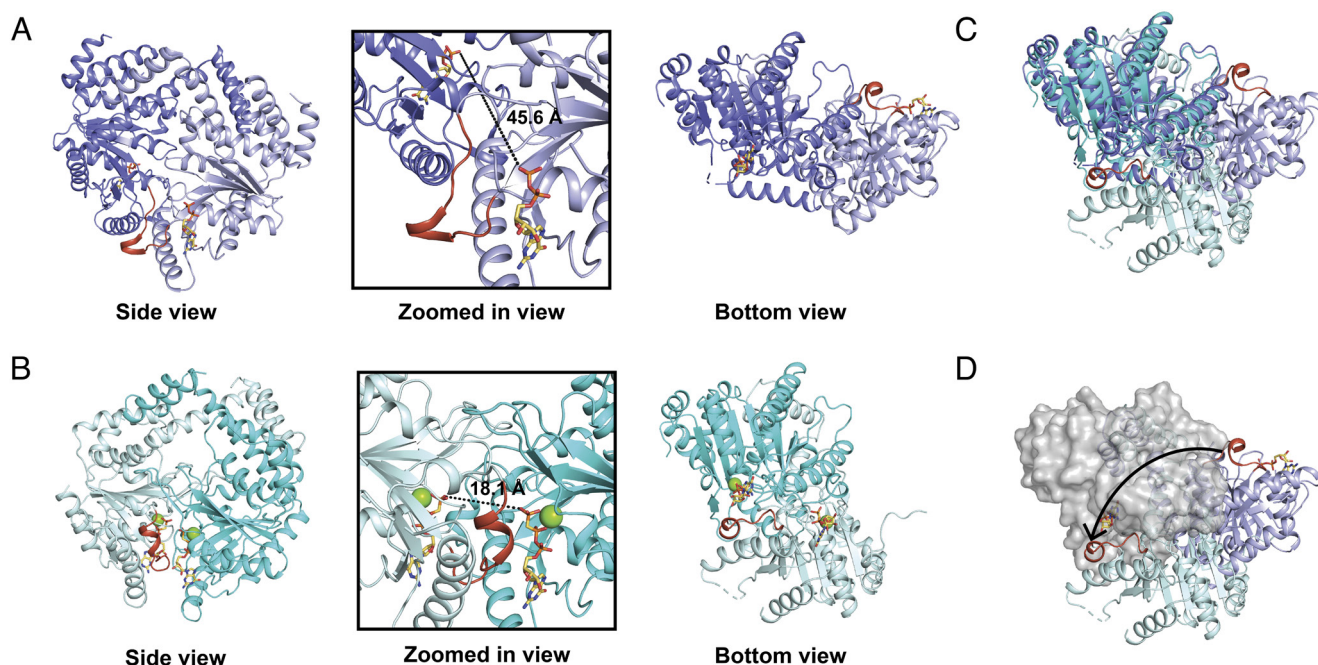 A
45.6 Å
Side view
Zoomed in view
Bottom view
C
B
18.1 Å
Side view
Zoomed in view
Bottom view
D